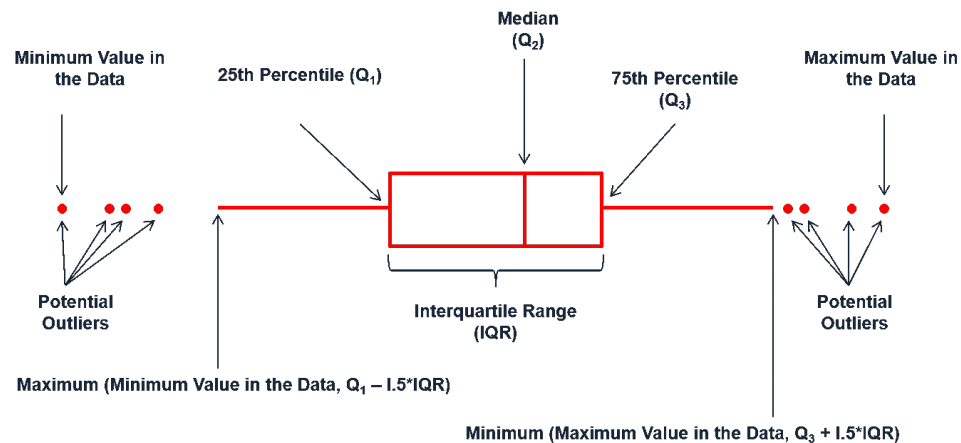 Median
(Q₂)
Minimum Value in
the Data
Maximum Value in
the Data
25th Percentile (Q₁)
75th Percentile
(Q₃)
Interquartile Range
(IQR)
Potential
Outliers
Potential
Outliers
Maximum (Minimum Value in the Data, Q₁ – I.5*IQR)
Minimum (Maximum Value in the Data, Q₃ + I.5*IQR)